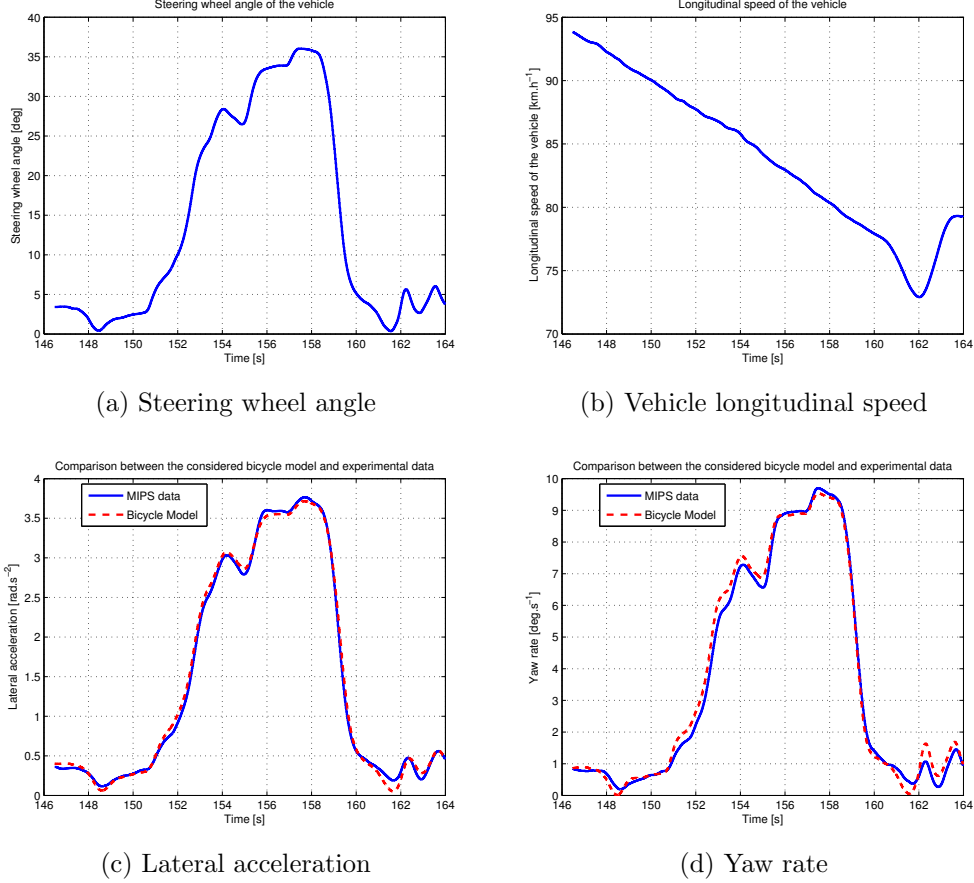 Steering wheel angle of the vehicle
40
35
30
25
20
15
10
5
0
Steering wheel angle [deg]
146 148 150 152 154 156 158 160 162 164
Time [s]
(a) Steering wheel angle
Longitudinal speed of the vehicle
95
90
85
80
75
70
Longitudinal speed of the vehicle [km.h⁻¹]
146 148 150 152 154 156 158 160 162 164
Time [s]
(b) Vehicle longitudinal speed
Comparison between the considered bicycle model and experimental data
4
3.5
3
2.5
2
1.5
1
0.5
0
Lateral acceleration [rad.s⁻²]
MIPS data
Bicycle Model
146 148 150 152 154 156 158 160 162 164
Time [s]
(c) Lateral acceleration
Comparison between the considered bicycle model and experimental data
10
9
8
7
6
5
4
3
2
1
0
Yaw rate [deg.s⁻¹]
MIPS data
Bicycle Model
146 148 150 152 154 156 158 160 162 164
Time [s]
(d) Yaw rate